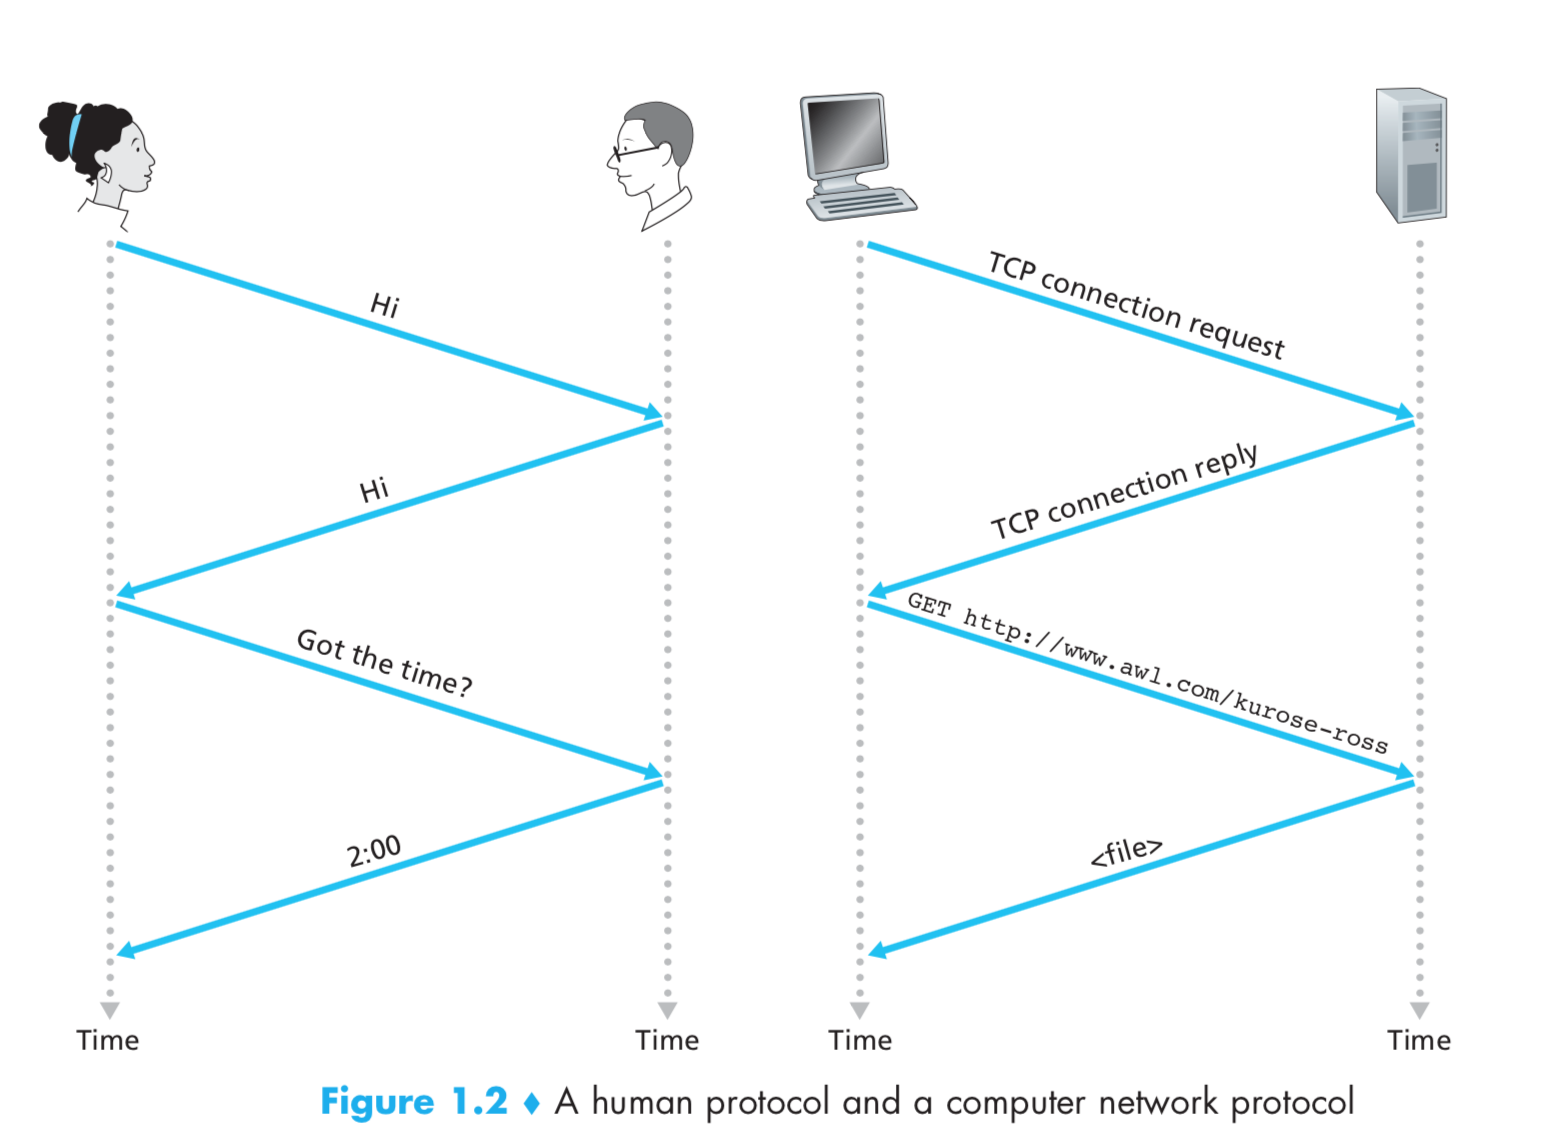 Hi
Hi
Got the time?
2:00
Time
Time
TCP connection request
TCP connection reply
GET http://www.awl.com/kurose-ross
<file>
Time
Time
Figure 1.2 ♦ A human protocol and a computer network protocol